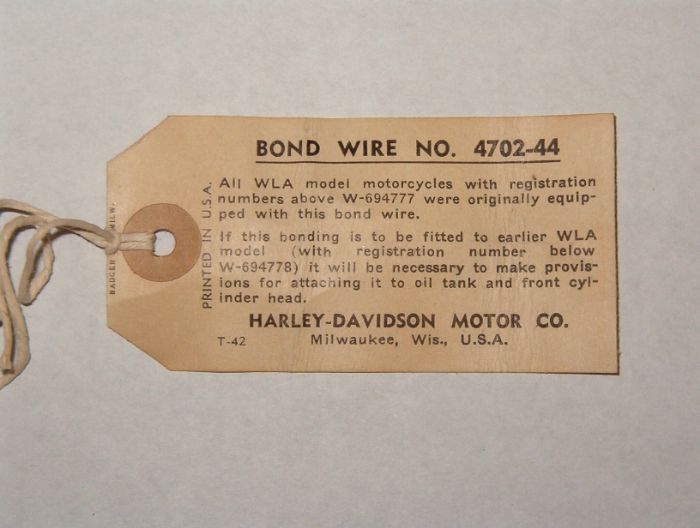 BOND WIRE NO. 4702-44
All WLA model motorcycles with registration
numbers above W-694777 were originally equip-
ped with this bond wire.
If this bonding is to be fitted to earlier WLA
model (with registration number below
W-694778) it will be necessary to make provis-
ions for attaching it to oil tank and front cyl-
inder head.
HARLEY-DAVIDSON MOTOR CO.
T-42 Milwaukee, Wis., U.S.A.
PRINTED IN U.S.A.
BADGER MILW.